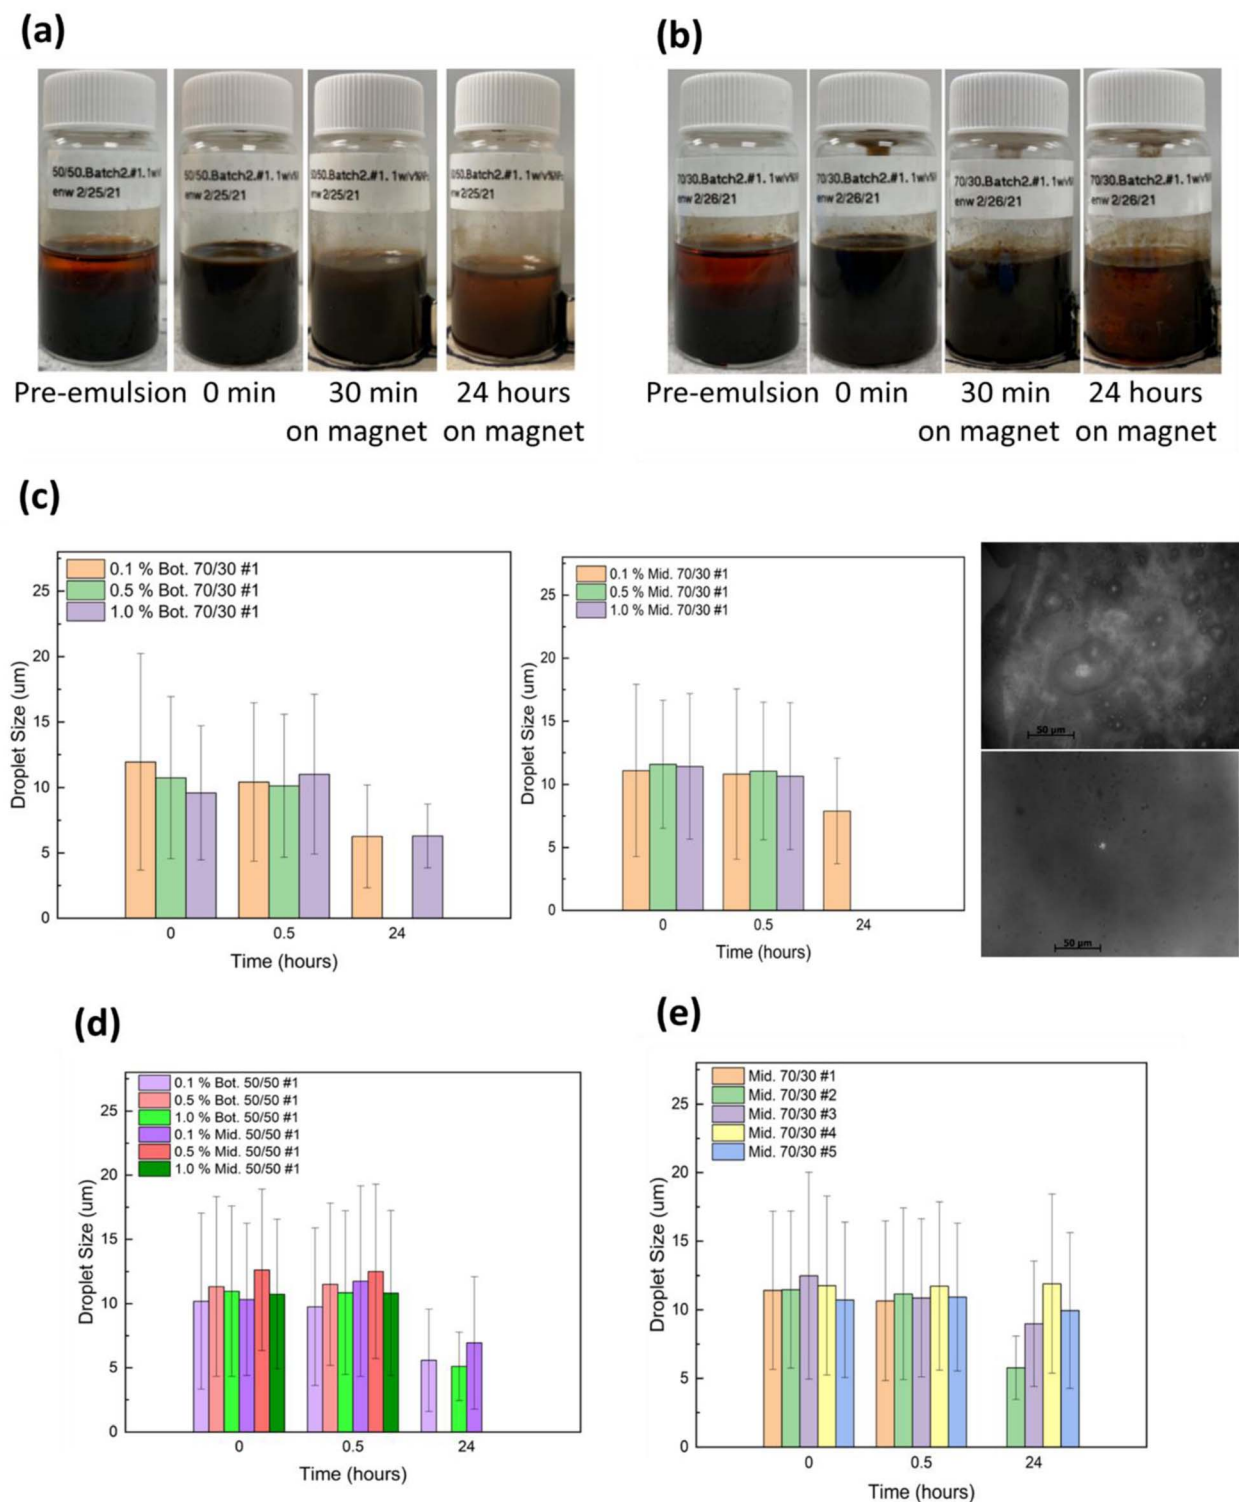 (a)
(b)
50/50.Batch2.#1. 1w/v%
enw 2/25/21
50/50.Batch2.#1. 1w/v%
enw 2/25/21
50/50.Batch2.#1. 1w/v%
enw 2/25/21
50/50.Batch2.#1. 1w/v%
enw 2/25/21
70/30.Batch2.#1. 1w/v%
enw 2/26/21
70/30.Batch2.#1. 1w/v%
enw 2/26/21
70/30.Batch2.#1. 1w/v%
enw 2/26/21
70/30.Batch2.#1. 1w/v%
enw 2/26/21
Pre-emulsion
0 min
30 min
on magnet
24 hours
on magnet
Pre-emulsion
0 min
30 min
on magnet
24 hours
on magnet
(c)
0.1 % Bot. 70/30 #1
0.5 % Bot. 70/30 #1
1.0 % Bot. 70/30 #1
Droplet Size (um)
25
20
15
10
5
0
0
0.5
24
Time (hours)
0.1 % Mid. 70/30 #1
0.5 % Mid. 70/30 #1
1.0 % Mid. 70/30 #1
Droplet Size (um)
25
20
15
10
5
0
0
0.5
24
Time (hours)
50 µm
50 µm
(d)
0.1 % Bot. 50/50 #1
0.5 % Bot. 50/50 #1
1.0 % Bot. 50/50 #1
0.1 % Mid. 50/50 #1
0.5 % Mid. 50/50 #1
1.0 % Mid. 50/50 #1
Droplet Size (um)
25
20
15
10
5
0
0
0.5
24
Time (hours)
(e)
Mid. 70/30 #1
Mid. 70/30 #2
Mid. 70/30 #3
Mid. 70/30 #4
Mid. 70/30 #5
Droplet Size (um)
25
20
15
10
5
0
0
0.5
24
Time (hours)